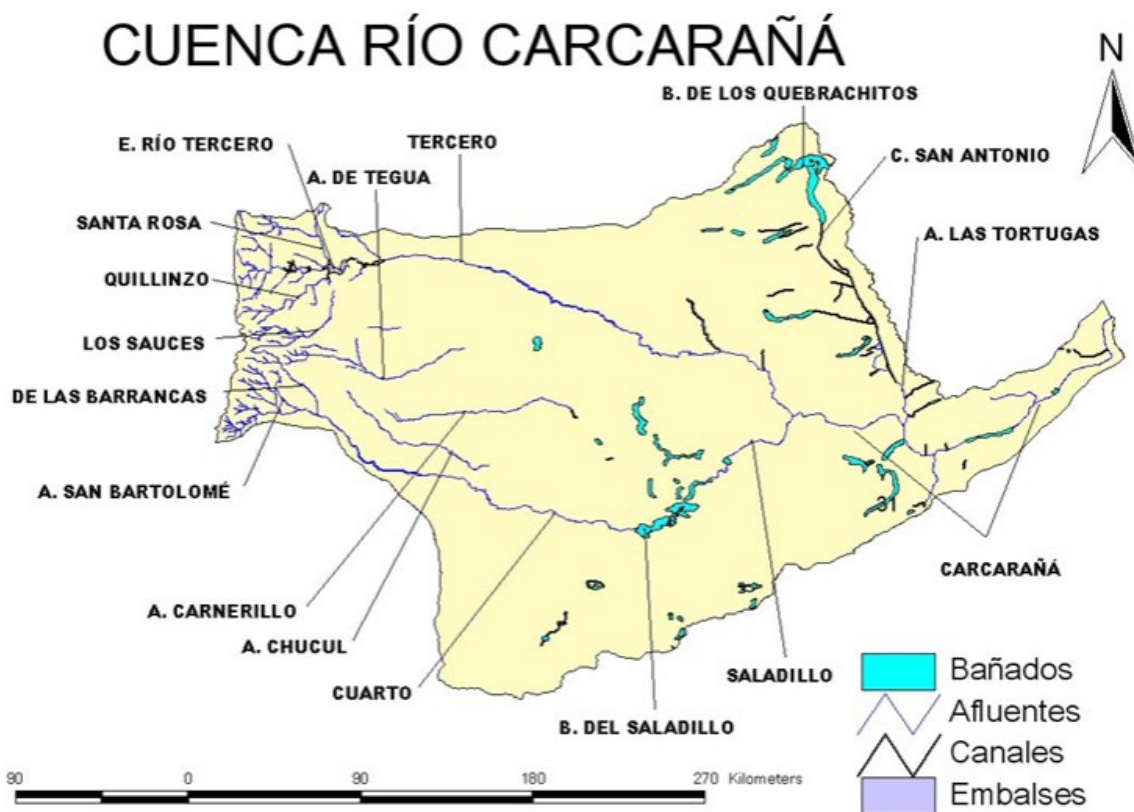 CUENCA RÍO CARCARAÑÁ
N
B. DE LOS QUEBRACHITOS
E. RÍO TERCERO
TERCERO
C. SAN ANTONIO
A. DE TEGUA
SANTA ROSA
A. LAS TORTUGAS
QUILLINZO
LOS SAUCES
DE LAS BARRANCAS
A. SAN BARTOLOMÉ
31
CARCARAÑÁ
A. CARNERILLO
A. CHUCUL
SALADILLO
CUARTO
B. DEL SALADILLO
Bañados
Afluentes
Canales
Embalses
90 0 90 180 270 Kilometers